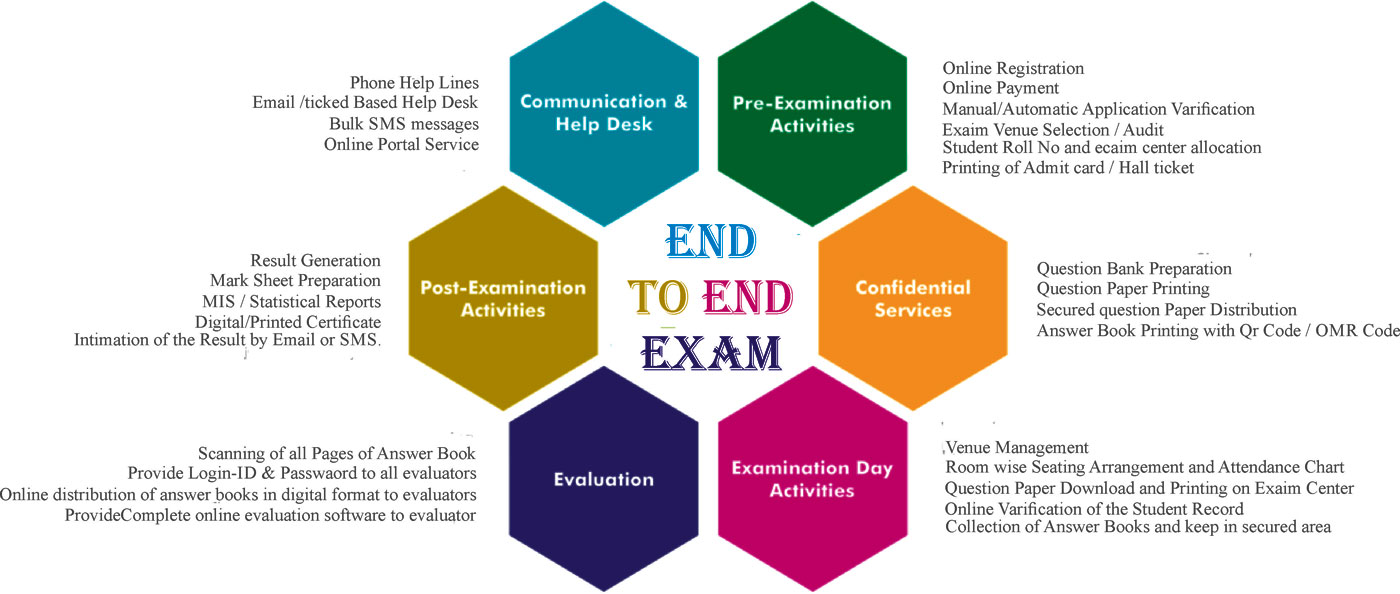 Communication &
Help Desk
Phone Help Lines
Email /ticked Based Help Desk
Bulk SMS messages
Online Portal Service
Pre-Examination
Activities
Online Registration
Online Payment
Manual/Automatic Application Varification
Exaim Venue Selection / Audit
Student Roll No and ecaim center allocation
Printing of Admit card / Hall ticket
END
TO END
EXAM
Post-Examination
Activities
Result Generation
Mark Sheet Preparation
MIS / Statistical Reports
Digital/Printed Certificate
Intimation of the Result by Email or SMS.
Confidential
Services
Question Bank Preparation
Question Paper Printing
Secured question Paper Distribution
Answer Book Printing with Qr Code / OMR Code
Evaluation
Scanning of all Pages of Answer Book
Provide Login-ID & Passwaord to all evaluators
Online distribution of answer books in digital format to evaluators
ProvideComplete online evaluation software to evaluator
Examination Day
Activities
Venue Management
Room wise Seating Arrangement and Attendance Chart
Question Paper Download and Printing on Exaim Center
Online Varification of the Student Record
Collection of Answer Books and keep in secured area